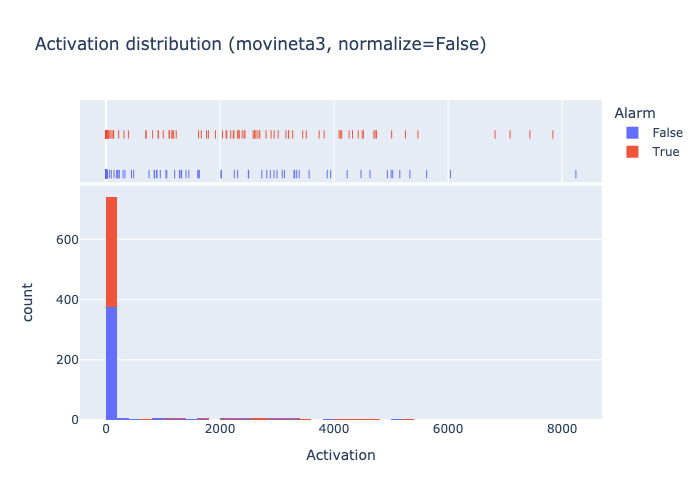 Activation distribution (movineta3, normalize=False)
Alarm
False
True
600
400
200
0
count
0 2000 4000 6000 8000
Activation